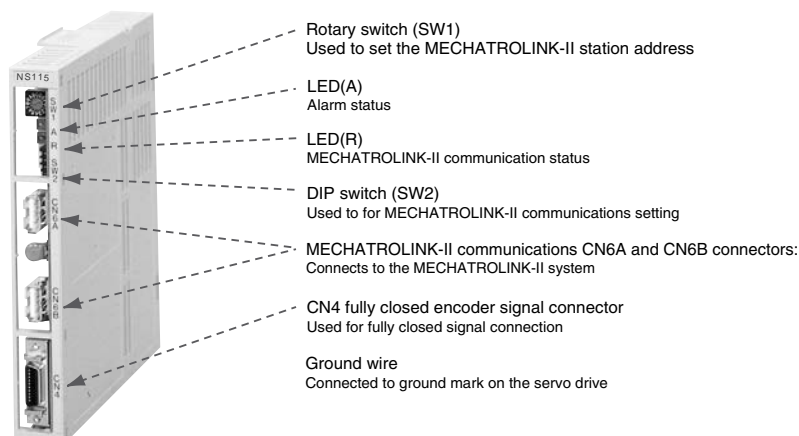 NS115
SW1
A
R
SW2
CN6A
CN6B
CN4
Rotary switch (SW1)
Used to set the MECHATROLINK-II station address
LED(A)
Alarm status
LED(R)
MECHATROLINK-II communication status
DIP switch (SW2)
Used to for MECHATROLINK-II communications setting
MECHATROLINK-II communications CN6A and CN6B connectors:
Connects to the MECHATROLINK-II system
CN4 fully closed encoder signal connector
Used for fully closed signal connection
Ground wire
Connected to ground mark on the servo drive